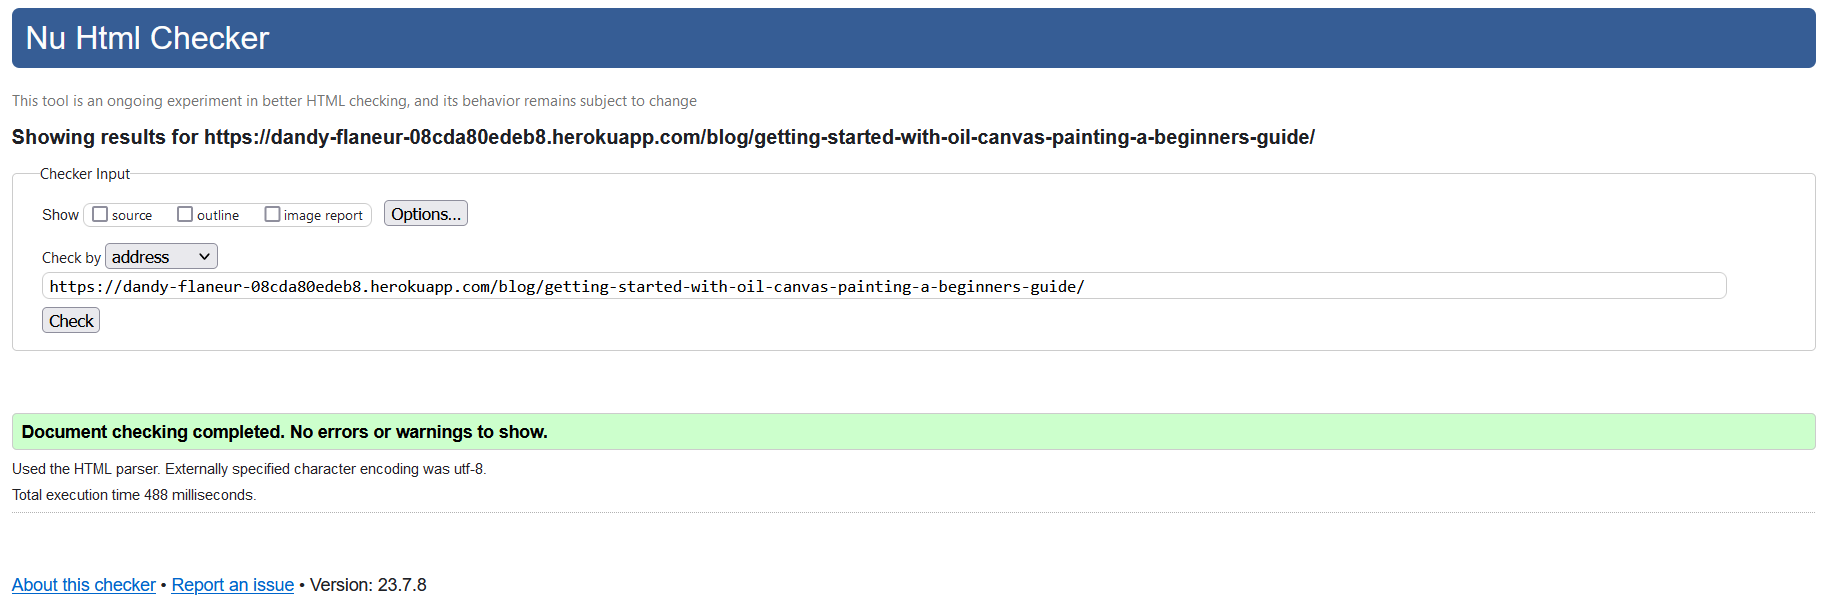 Nu Html Checker
This tool is an ongoing experiment in better HTML checking, and its behavior remains subject to change
Showing results for https://dandy-flaneur-08cda80edeb8.herokuapp.com/blog/getting-started-with-oil-canvas-painting-a-beginners-guide/
Checker Input
Show source outline image report Options...
Check by address
https://dandy-flaneur-08cda80edeb8.herokuapp.com/blog/getting-started-with-oil-canvas-painting-a-beginners-guide/
Check
Document checking completed. No errors or warnings to show.
Used the HTML parser. Externally specified character encoding was utf-8.
Total execution time 488 milliseconds.
About this checker • Report an issue • Version: 23.7.8